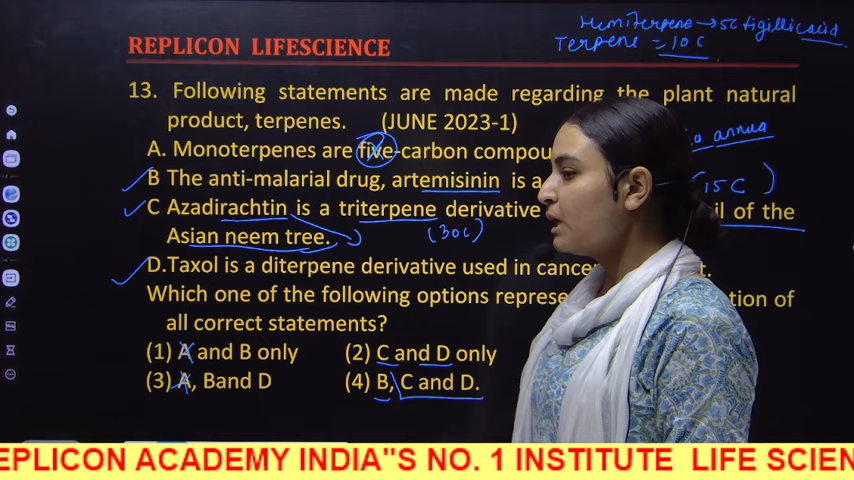 Hemiterpene → 5C tigillic acid
Terpene = 10 C
REPLICON LIFESCIENCE
13. Following statements are made regarding the plant natural
product, terpenes. (JUNE 2023-1)
A. Monoterpenes are five-carbon compou annua
B The anti-malarial drug, artemisinin is a (15 C )
C Azadirachtin is a triterpene derivative il of the
Asian neem tree. (30C)
D.Taxol is a diterpene derivative used in cance t.
Which one of the following options represe tion of
all correct statements?
(1) A and B only (2) C and D only
(3) A, Band D (4) B, C and D.
EPLICON ACADEMY INDIA"S NO. 1 INSTITUTE LIFE SCIEN